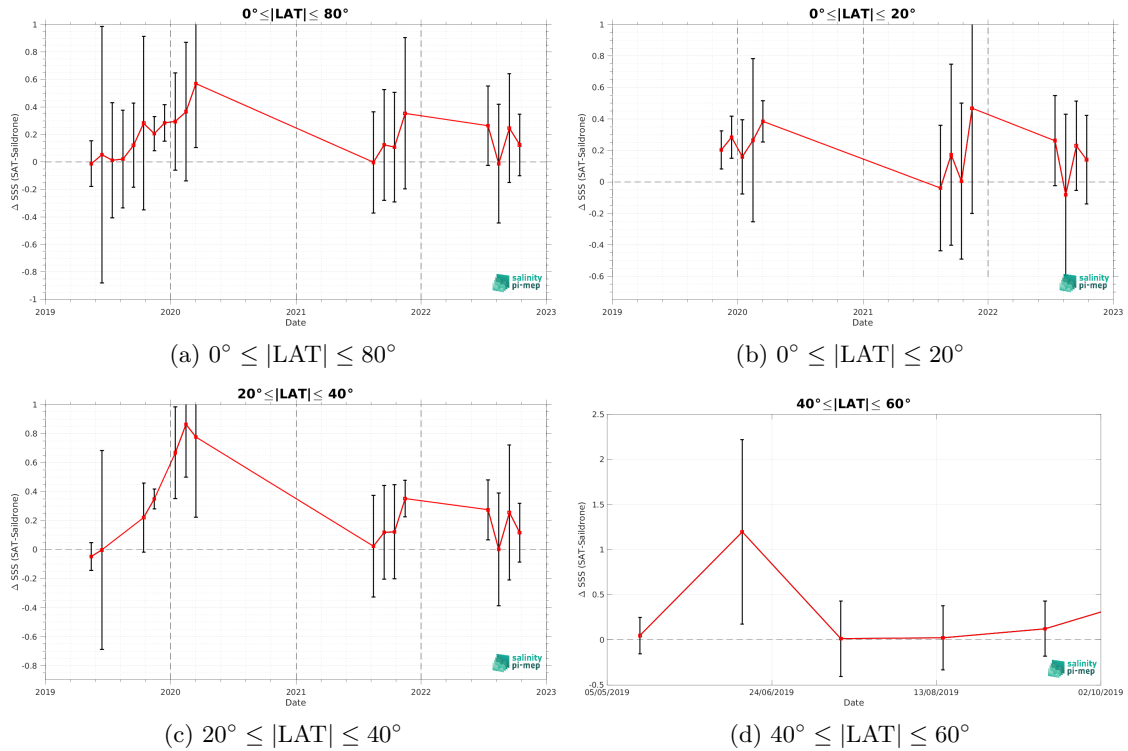 0°≤|LAT|≤ 80°
1
0.8
0.6
0.4
0.2
0
-0.2
-0.4
-0.6
-0.8
-1
Δ SSS (SAT-Saildrone)
salinity
pi-mep
2019
2020
2021
2022
2023
Date
(a) 0° ≤ |LAT| ≤ 80°
0°≤|LAT|≤ 20°
1
0.8
0.6
0.4
0.2
0
-0.2
-0.4
-0.6
Δ SSS (SAT-Saildrone)
salinity
pi-mep
2019
2020
2021
2022
2023
Date
(b) 0° ≤ |LAT| ≤ 20°
20°≤|LAT|≤ 40°
1
0.8
0.6
0.4
0.2
0
-0.2
-0.4
-0.6
-0.8
Δ SSS (SAT-Saildrone)
salinity
pi-mep
2019
2020
2021
2022
2023
Date
(c) 20° ≤ |LAT| ≤ 40°
40°≤|LAT|≤ 60°
2.5
2
1.5
1
0.5
0
-0.5
Δ SSS (SAT-Saildrone)
salinity
pi-mep
05/05/2019
24/06/2019
13/08/2019
02/10/2019
Date
(d) 40° ≤ |LAT| ≤ 60°